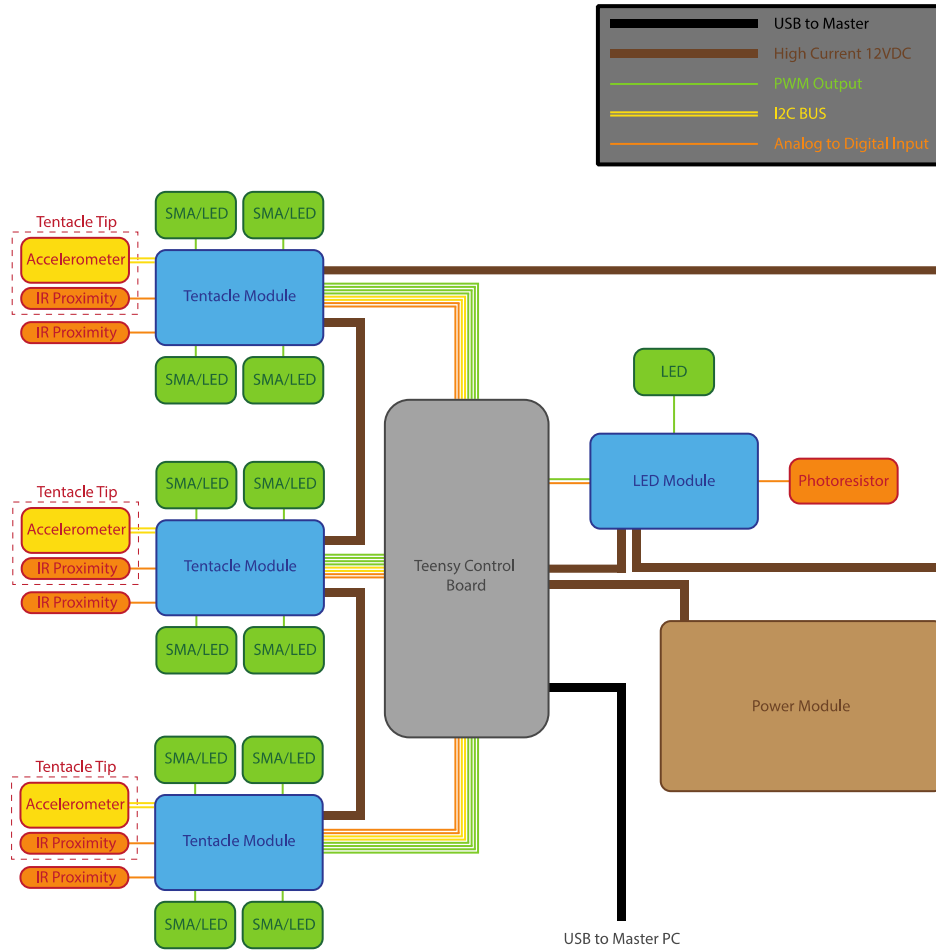 USB to Master
High Current 12VDC
PWM Output
I2C BUS
Analog to Digital Input
SMA/LED
SMA/LED
Tentacle Tip
Accelerometer
IR Proximity
IR Proximity
Tentacle Module
SMA/LED
SMA/LED
LED
LED Module
Photoresistor
SMA/LED
SMA/LED
Tentacle Tip
Accelerometer
IR Proximity
IR Proximity
Tentacle Module
Teensy Control
Board
SMA/LED
SMA/LED
Power Module
SMA/LED
SMA/LED
Tentacle Tip
Accelerometer
IR Proximity
IR Proximity
Tentacle Module
SMA/LED
SMA/LED
USB to Master PC